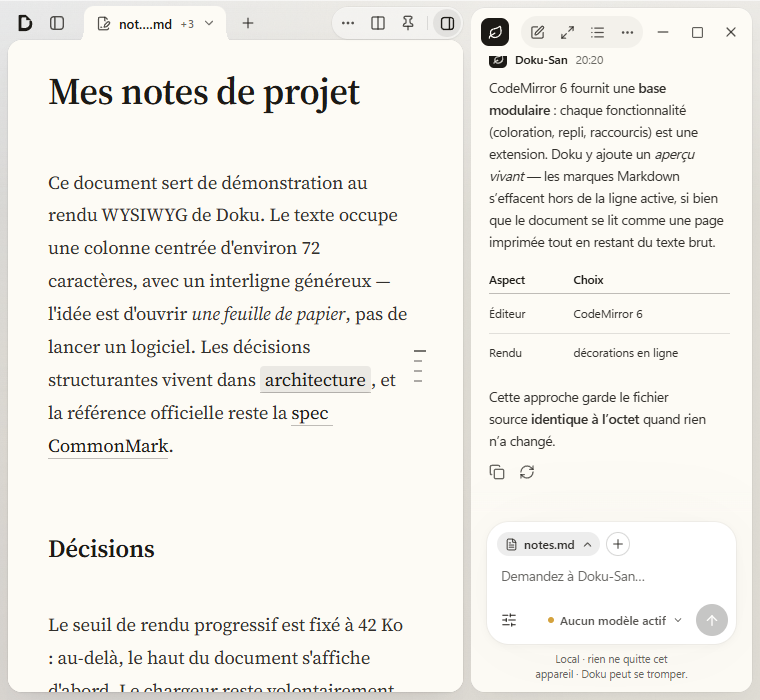 not....md +3
Mes notes de projet
Ce document sert de démonstration au
rendu WYSIWYG de Doku. Le texte occupe
une colonne centrée d'environ 72
caractères, avec un interligne généreux —
l'idée est d'ouvrir une feuille de papier, pas de
lancer un logiciel. Les décisions
structurantes vivent dans architecture , et
la référence officielle reste la spec
CommonMark.
Décisions
Le seuil de rendu progressif est fixé à 42 Ko
: au-delà, le haut du document s'affiche
d'abord. Le chargeur reste volontairement
Doku-San 20:20
CodeMirror 6 fournit une base
modulaire : chaque fonctionnalité
(coloration, repli, raccourcis) est une
extension. Doku y ajoute un aperçu
vivant — les marques Markdown
s’effacent hors de la ligne active, si bien
que le document se lit comme une page
imprimée tout en restant du texte brut.
Aspect Choix
Éditeur CodeMirror 6
Rendu décorations en ligne
Cette approche garde le fichier
source identique à l’octet quand rien
n’a changé.
notes.md
Demandez à Doku-San…
Aucun modèle actif
Local · rien ne quitte cet
appareil · Doku peut se tromper.